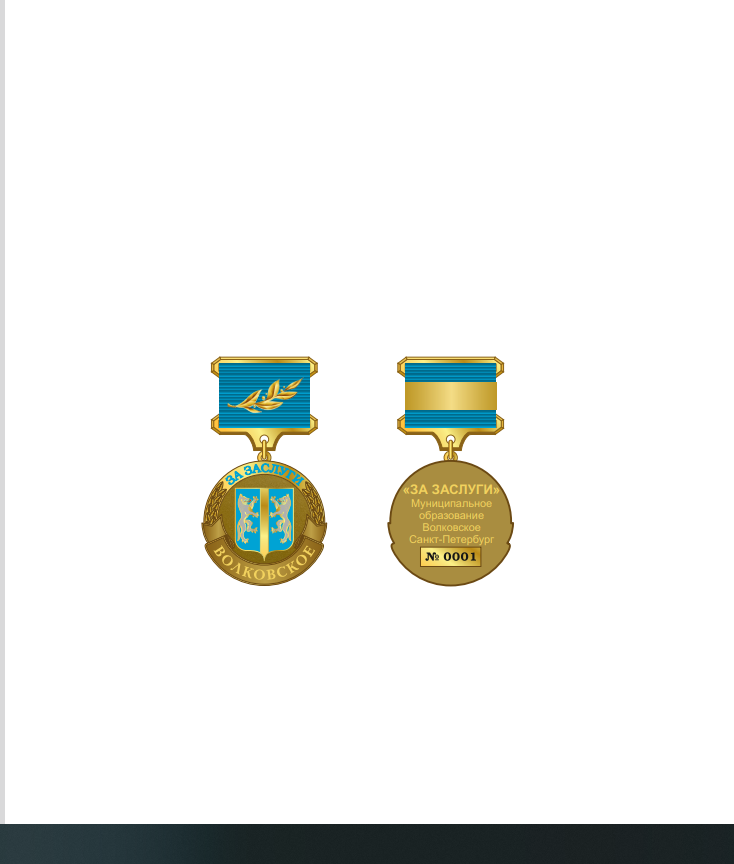 ЗА ЗАСЛУГИ
ВОЛКОВСКОЕ
«ЗА ЗАСЛУГИ»
Муниципальное
образование
Волковское
Санкт-Петербург
№ 0001